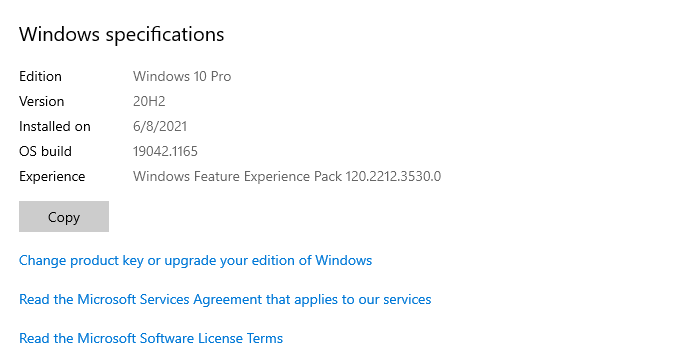 Windows specifications
Edition Windows 10 Pro
Version 20H2
Installed on 6/8/2021
OS build 19042.1165
Experience Windows Feature Experience Pack 120.2212.3530.0
Copy
Change product key or upgrade your edition of Windows
Read the Microsoft Services Agreement that applies to our services
Read the Microsoft Software License Terms